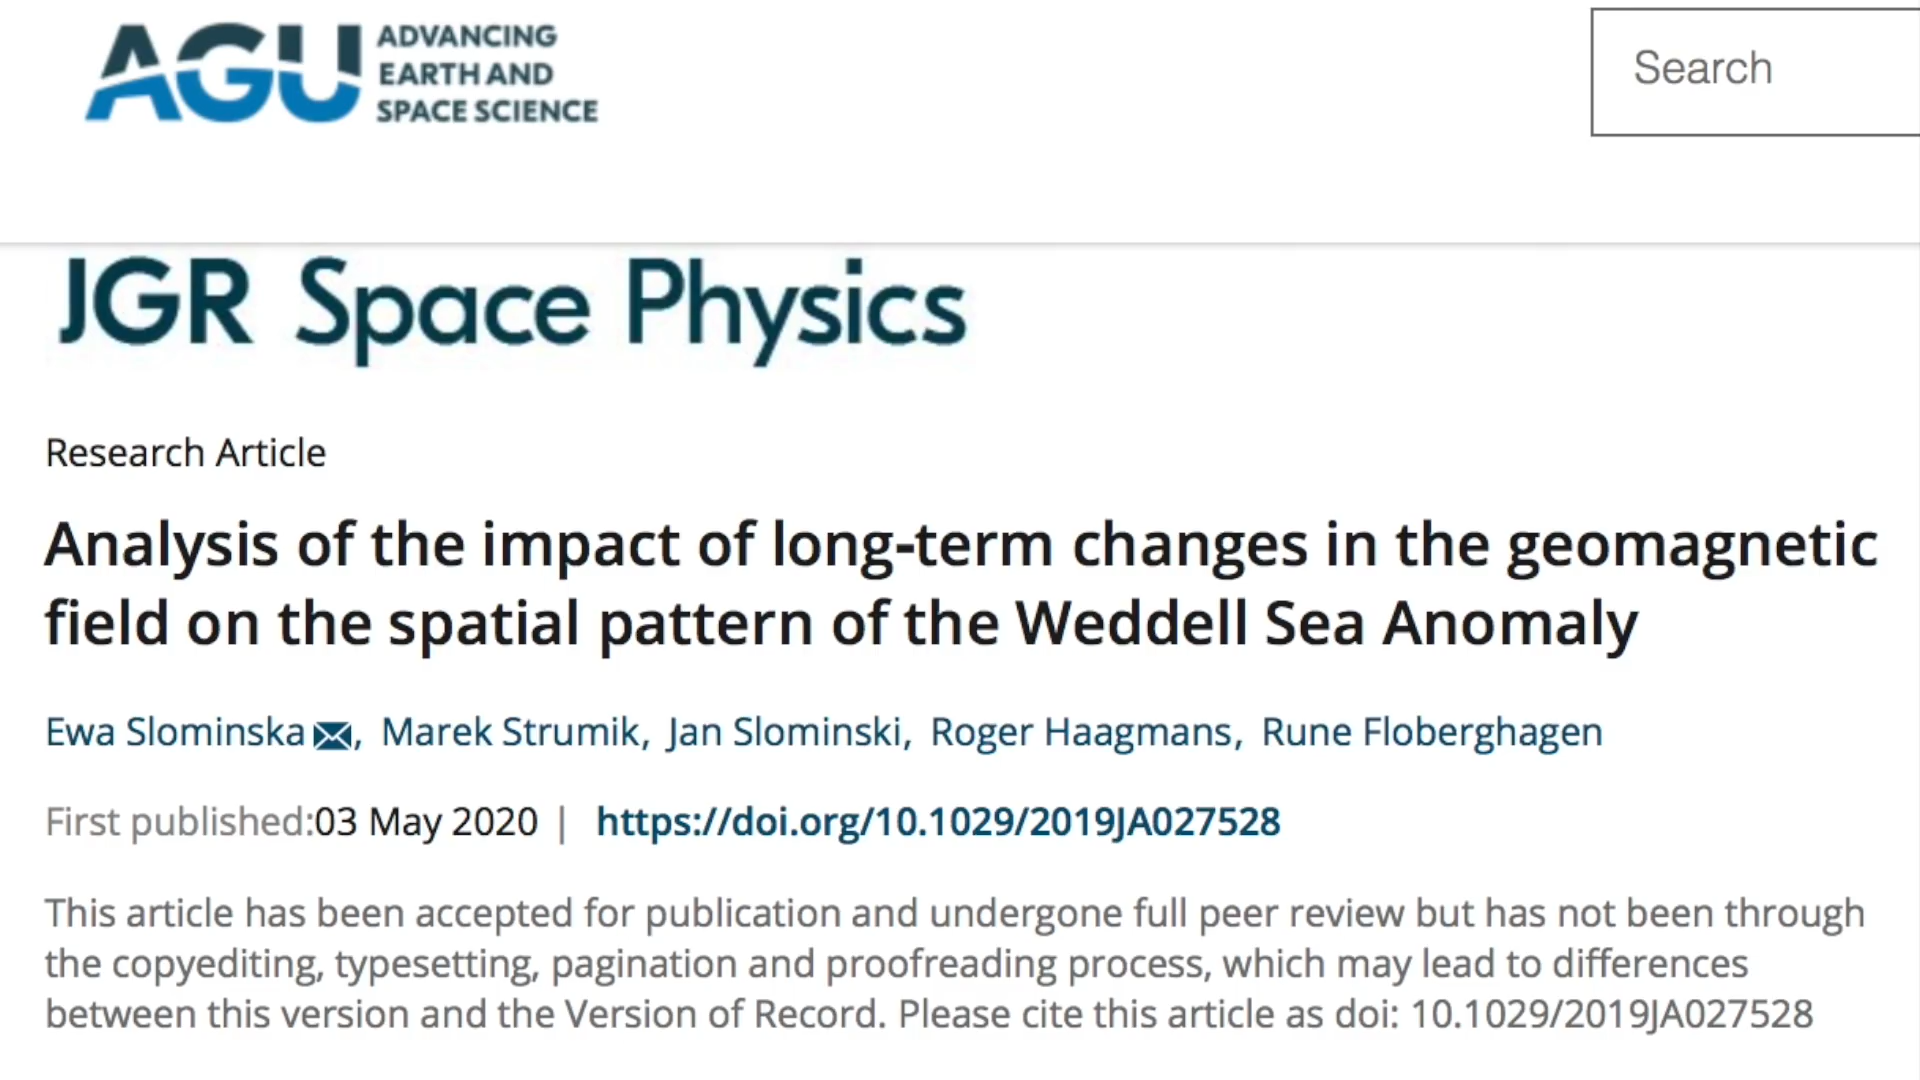 AGU ADVANCING
EARTH AND
SPACE SCIENCE
Search
JGR Space Physics
Research Article
Analysis of the impact of long-term changes in the geomagnetic
field on the spatial pattern of the Weddell Sea Anomaly
Ewa Slominska, Marek Strumik, Jan Slominski, Roger Haagmans, Rune Floberghagen
First published:03 May 2020 | https://doi.org/10.1029/2019JA027528
This article has been accepted for publication and undergone full peer review but has not been through
the copyediting, typesetting, pagination and proofreading process, which may lead to differences
between this version and the Version of Record. Please cite this article as doi: 10.1029/2019JA027528